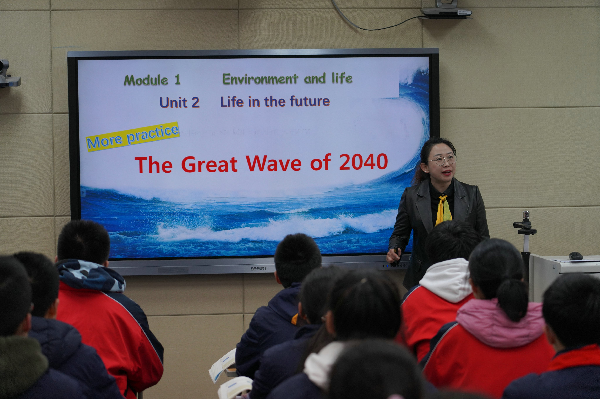 Module 1 Environment and life
Unit 2 Life in the future
More practice
The Great Wave of 2040